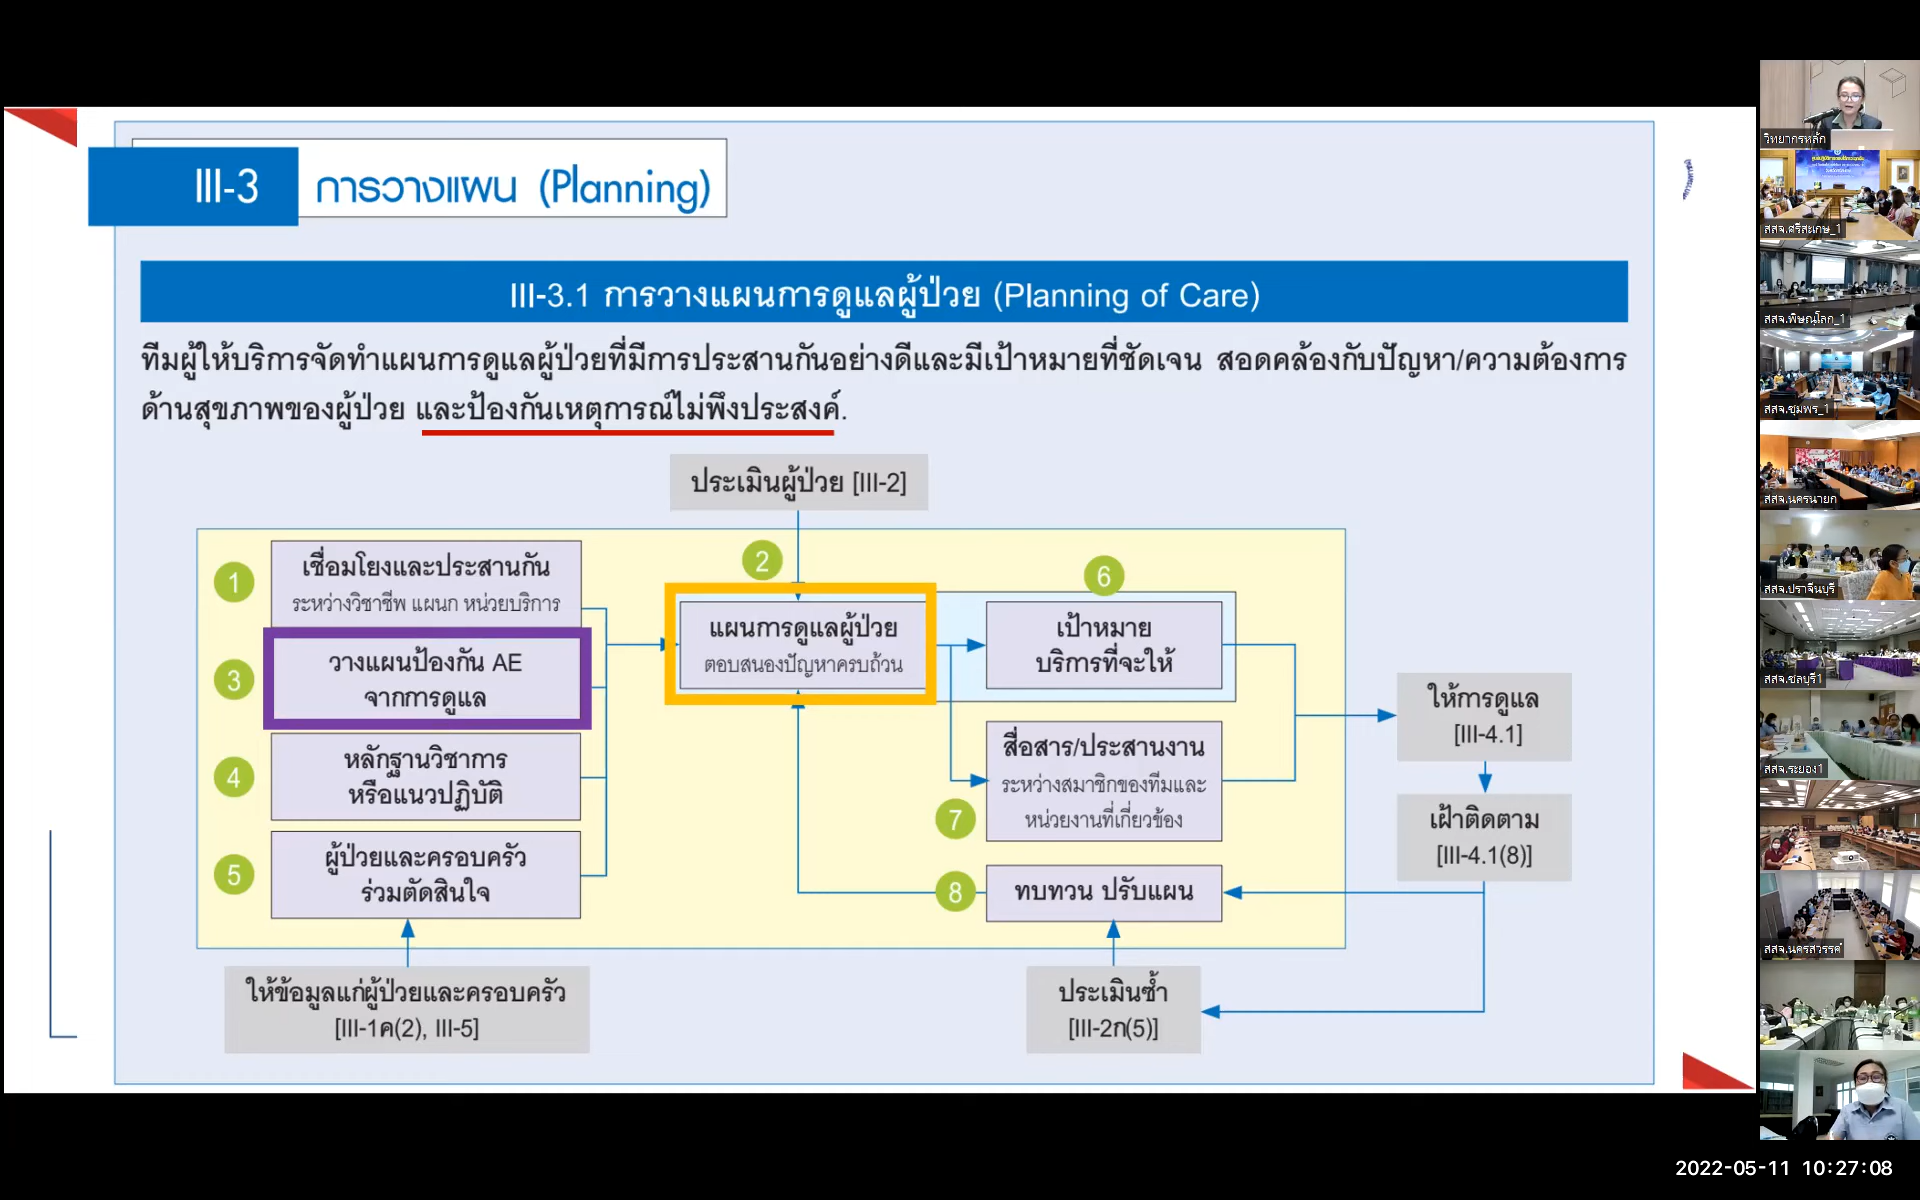 III-3
การวางแผน (Planning)
III-3.1 การวางแผนการดูแลผู้ป่วย (Planning of Care)
ทีมผู้ให้บริการจัดทำแผนการดูแลผู้ป่วยที่มีการประสานกันอย่างดีและมีเป้าหมายที่ชัดเจน สอดคล้องกับปัญหา/ความต้องการ
ด้านสุขภาพของผู้ป่วย และป้องกันเหตุการณ์ไม่พึงประสงค์.
ประเมินผู้ป่วย [III-2]
1
เชื่อมโยงและประสานกัน
ระหว่างวิชาชีพ แผนก หน่วยบริการ
2
แผนการดูแลผู้ป่วย
ตอบสนองปัญหาครบถ้วน
3
วางแผนป้องกัน AE
จากการดูแล
4
หลักฐานวิชาการ
หรือแนวปฏิบัติ
5
ผู้ป่วยและครอบครัว
ร่วมตัดสินใจ
6
เป้าหมาย
บริการที่จะให้
7
สื่อสาร/ประสานงาน
ระหว่างสมาชิกของทีมและ
หน่วยงานที่เกี่ยวข้อง
8
ทบทวน ปรับแผน
ให้การดูแล
[III-4.1]
เฝ้าติดตาม
[III-4.1(8)]
ให้ข้อมูลแก่ผู้ป่วยและครอบครัว
[III-1ค(2), III-5]
ประเมินซ้ำ
[III-2ก(5)]
วิทยากรหลัก
สสจ.ศรีสะเกษ_1
สสจ.พิษณุโลก_1
สสจ.ชุมพร_1
สสจ.นครนายก
สสจ.ปราจีนบุรี
สสจ.ชลบุรี1
สสจ.ระยอง1
สสจ.นครสวรรค์
2022-05-11 10:27:08